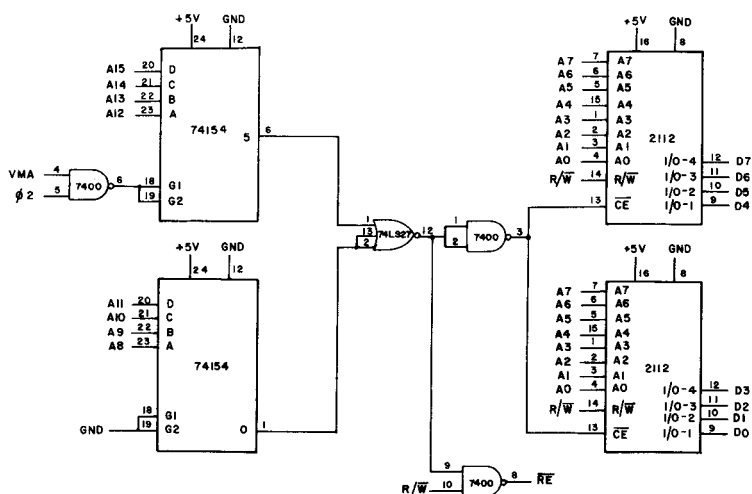 +5V GND
24 12
A15 20 D
A14 21 C
A13 22 B
A12 23 A
74154
5 6
VMA 4
ϕ2 5
7400 6
18 G1
19 G2
+5V GND
24 12
A11 20 D
A10 21 C
A9 22 B
A8 23 A
74154
GND
18 G1
19 G2
0 1
1
13
2
74LS27 12
1
2
7400 3
9
R/W̅ 10
7400 8 R̅E̅
+5V GND
16 8
A7 7 A7
A6 6 A6
A5 5 A5
A4 15 A4
A3 1 A3
A2 2 A2
A1 3 A1
A0 4 A0
R/W̅ 14 R/W̅
13 C̅E̅
2112
I/O-4 12 D7
I/O-3 11 D6
I/O-2 10 D5
I/O-1 9 D4
+5V GND
16 8
A7 7 A7
A6 6 A6
A5 5 A5
A4 15 A4
A3 1 A3
A2 2 A2
A1 3 A1
A0 4 A0
R/W̅ 14 R/W̅
13 C̅E̅
2112
I/O-4 12 D3
I/O-3 11 D2
I/O-2 10 D1
I/O-1 9 D0